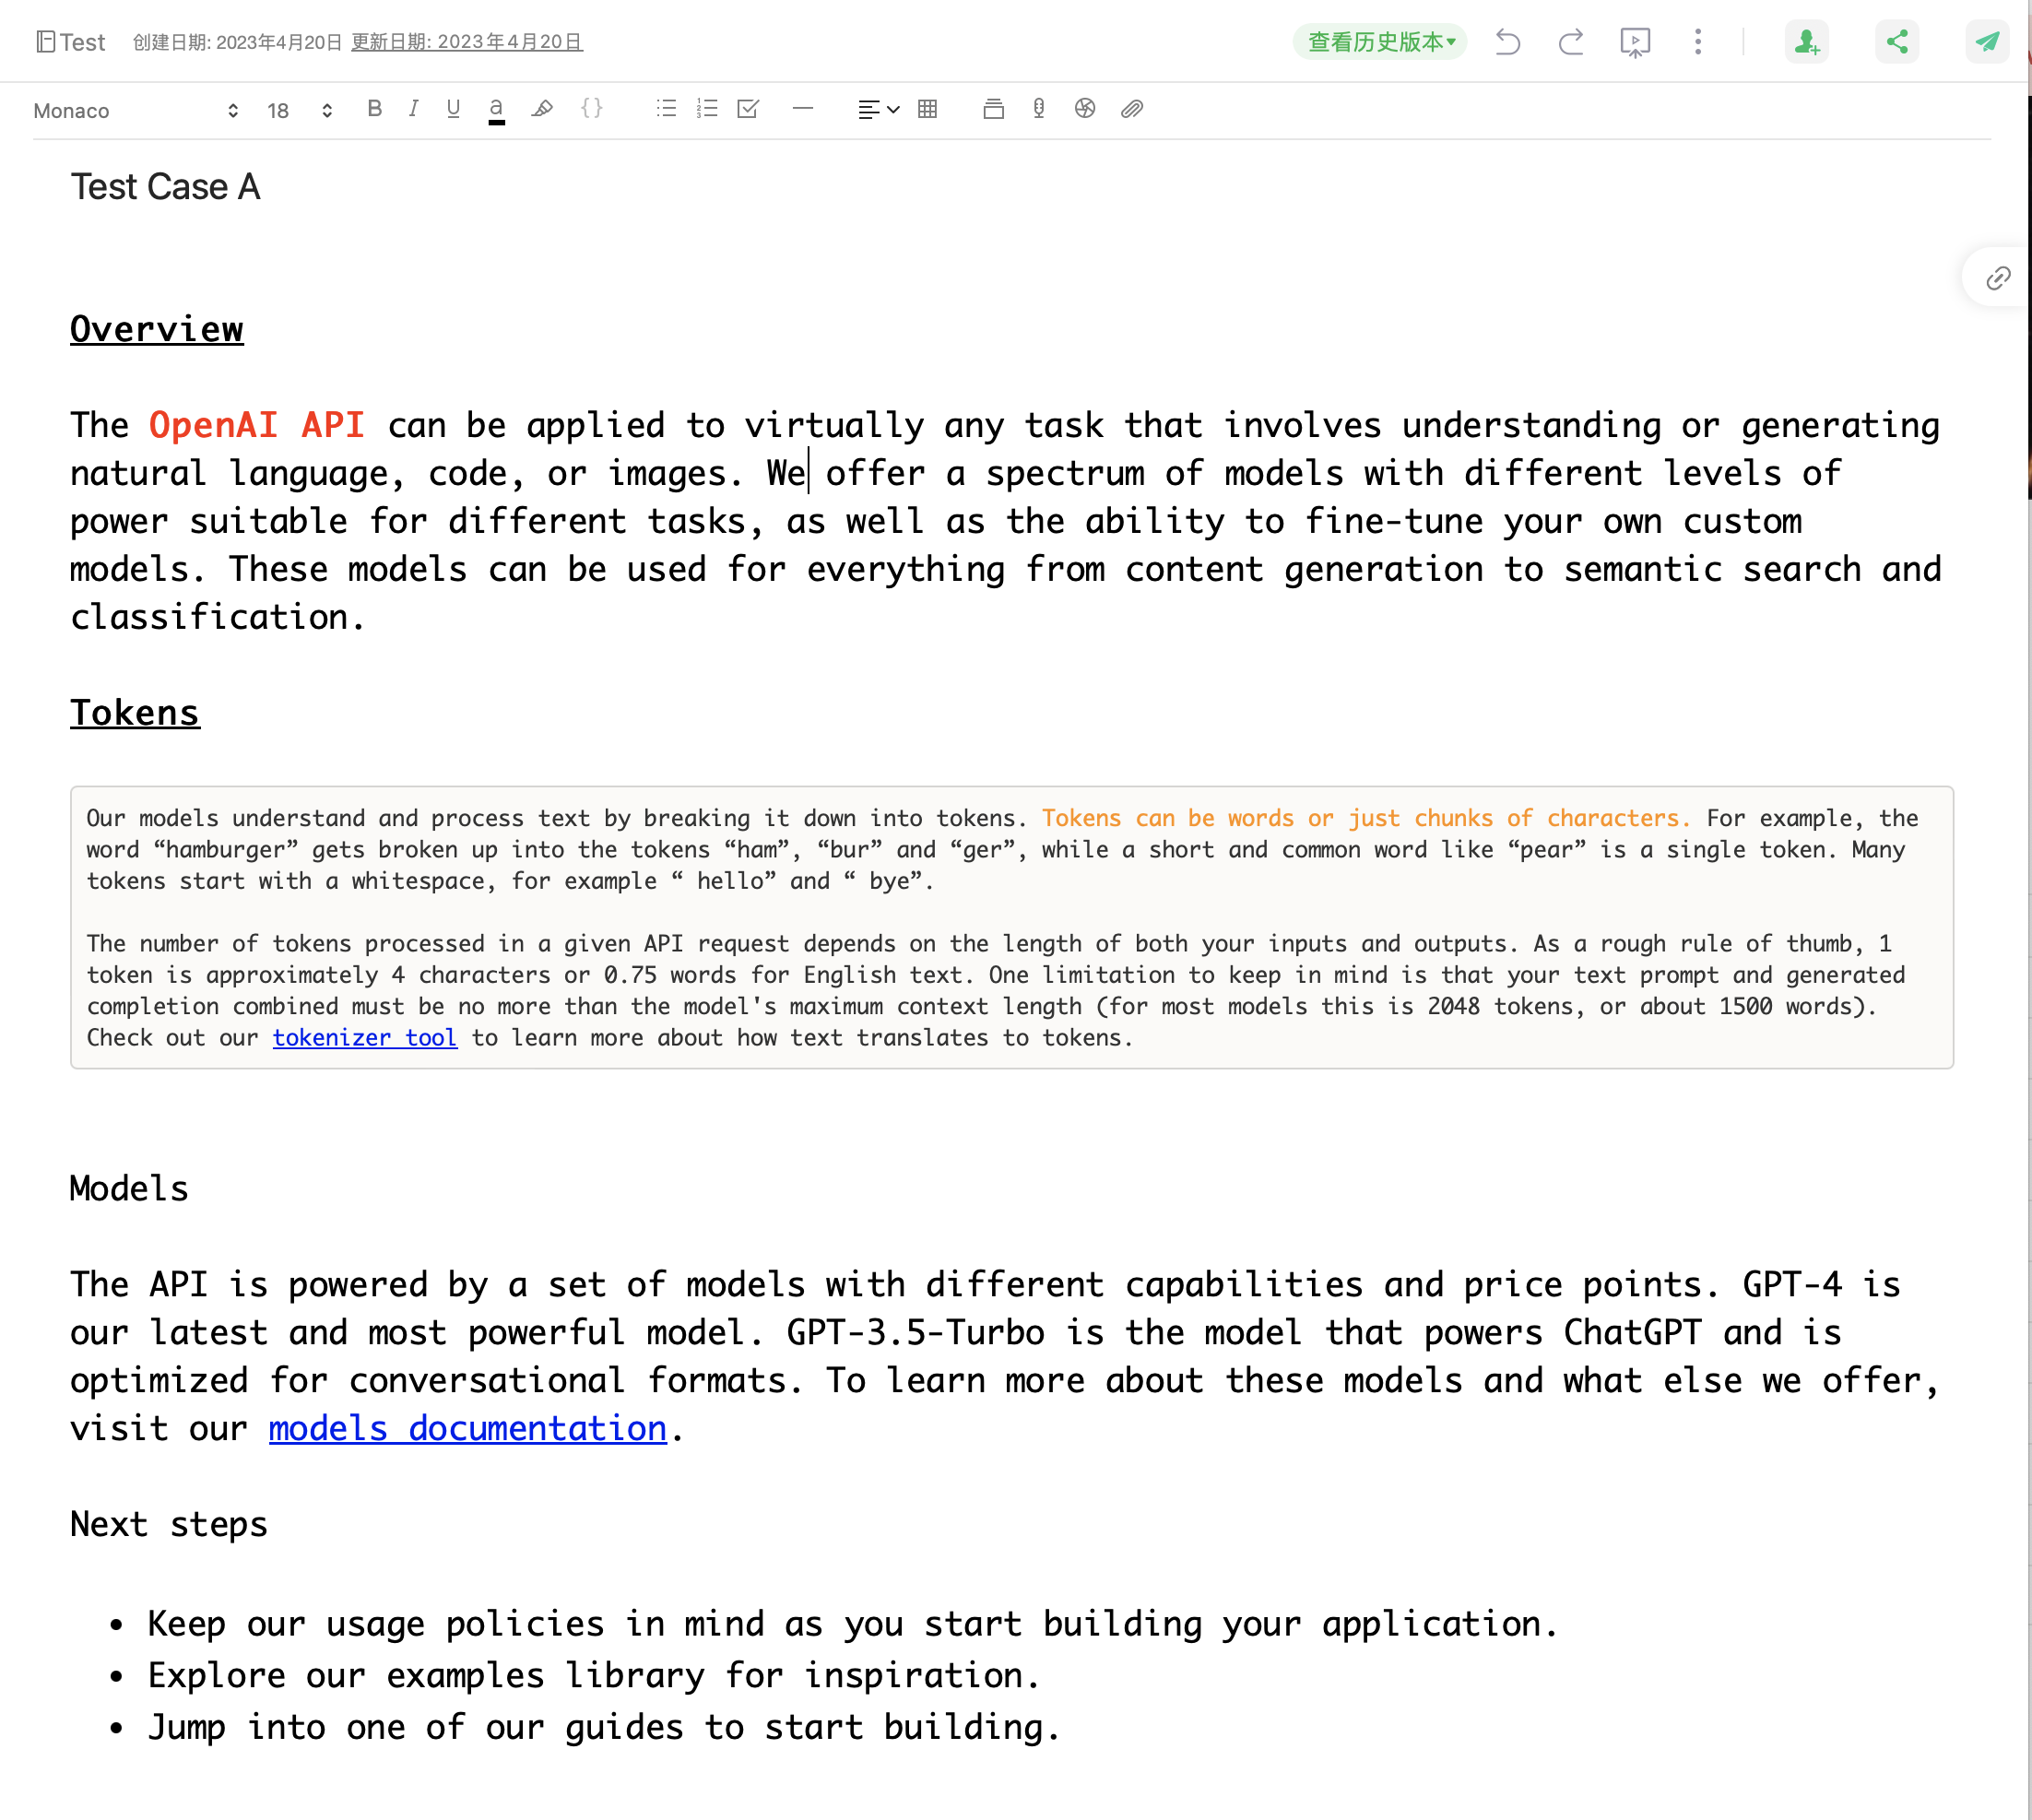 Test 创建日期: 2023年4月20日 更新日期: 2023年4月20日 查看历史版本
Monaco 18 B I U a {}
Test Case A
Overview
The OpenAI API can be applied to virtually any task that involves understanding or generating
natural language, code, or images. We offer a spectrum of models with different levels of
power suitable for different tasks, as well as the ability to fine-tune your own custom
models. These models can be used for everything from content generation to semantic search and
classification.
Tokens
Our models understand and process text by breaking it down into tokens. Tokens can be words or just chunks of characters. For example, the
word “hamburger” gets broken up into the tokens “ham”, “bur” and “ger”, while a short and common word like “pear” is a single token. Many
tokens start with a whitespace, for example “ hello” and “ bye”.
The number of tokens processed in a given API request depends on the length of both your inputs and outputs. As a rough rule of thumb, 1
token is approximately 4 characters or 0.75 words for English text. One limitation to keep in mind is that your text prompt and generated
completion combined must be no more than the model's maximum context length (for most models this is 2048 tokens, or about 1500 words).
Check out our tokenizer tool to learn more about how text translates to tokens.
Models
The API is powered by a set of models with different capabilities and price points. GPT-4 is
our latest and most powerful model. GPT-3.5-Turbo is the model that powers ChatGPT and is
optimized for conversational formats. To learn more about these models and what else we offer,
visit our models documentation.
Next steps
• Keep our usage policies in mind as you start building your application.
• Explore our examples library for inspiration.
• Jump into one of our guides to start building.